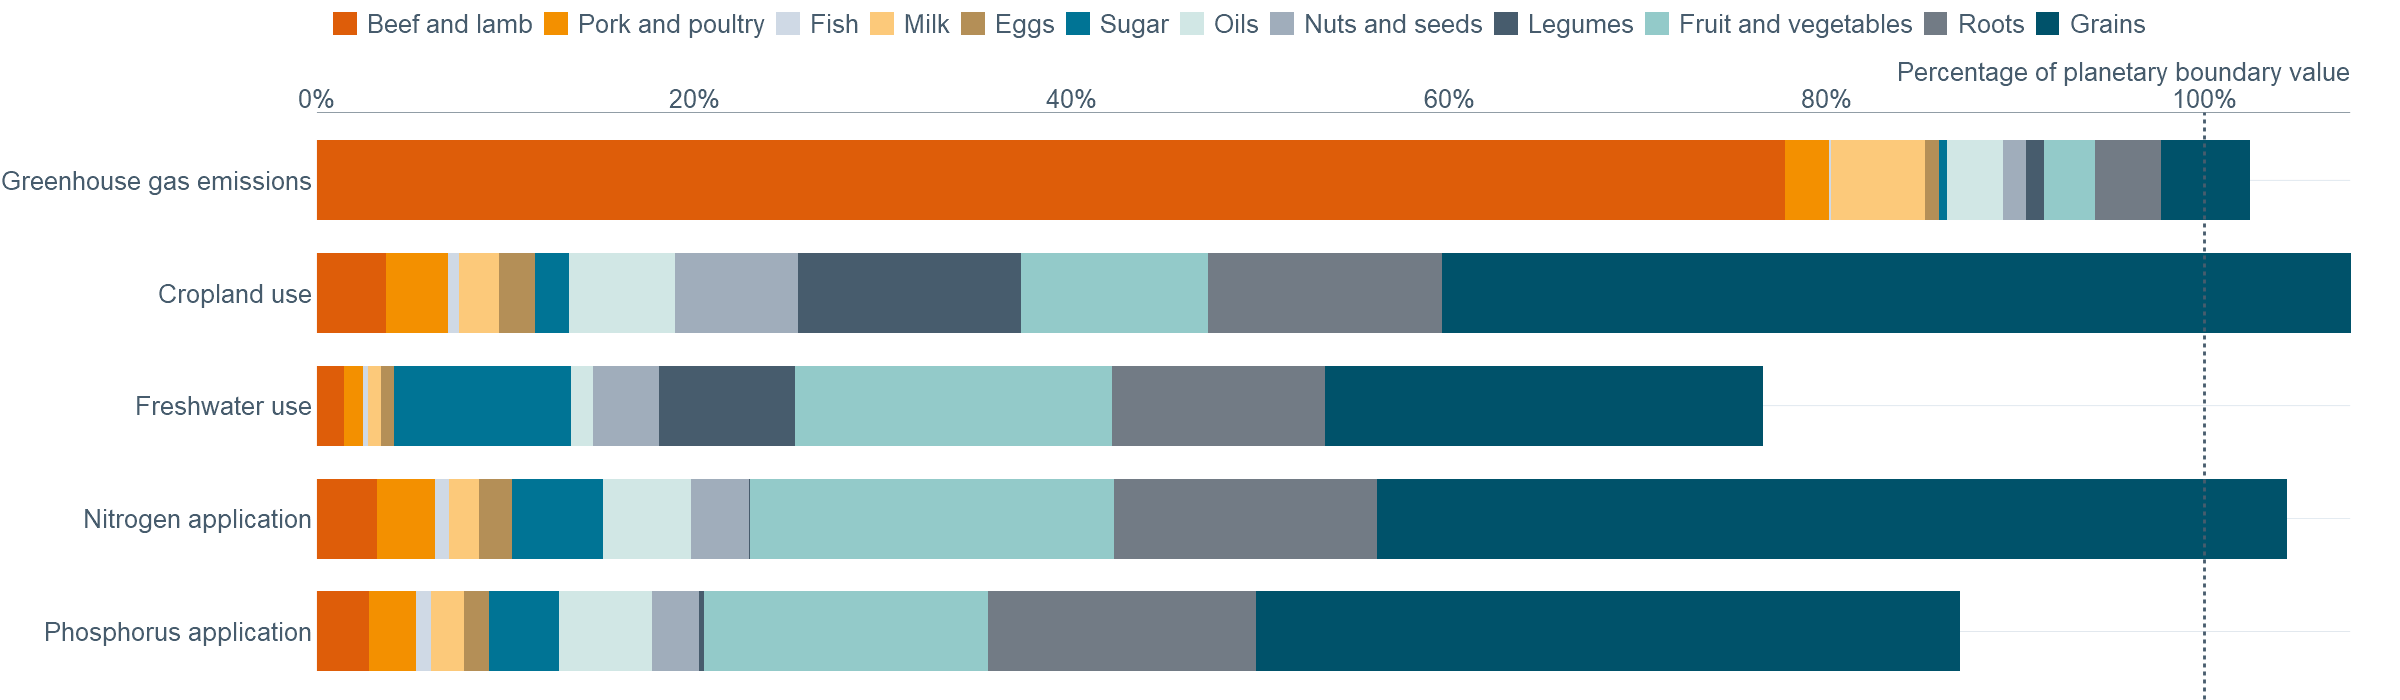 Beef and lamb Pork and poultry Fish Milk Eggs Sugar Oils Nuts and seeds Legumes Fruit and vegetables Roots Grains
Percentage of planetary boundary value
0% 20% 40% 60% 80% 100%
Greenhouse gas emissions
Cropland use
Freshwater use
Nitrogen application
Phosphorus application